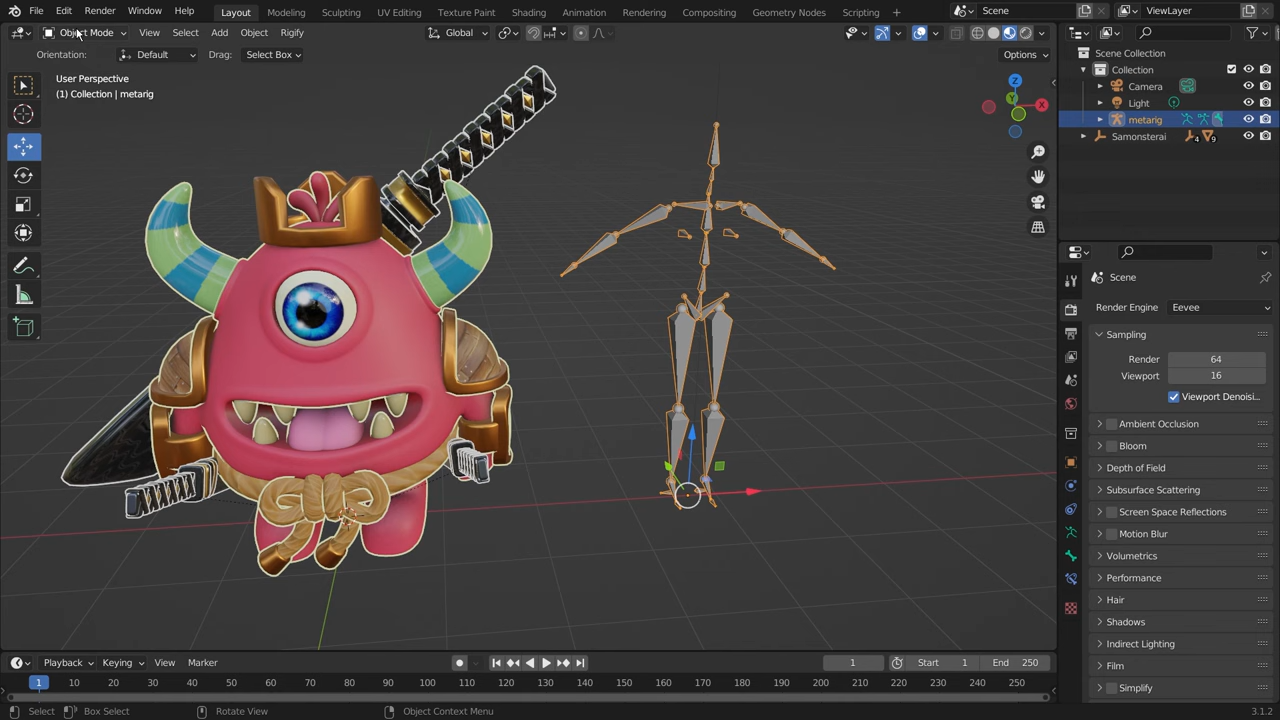 File Edit Render Window Help Layout Modeling Sculpting UV Editing Texture Paint Shading Animation Rendering Compositing Geometry Nodes Scripting Scene ViewLayer
Object Mode View Select Add Object Rigify Global
Orientation: Default Drag: Select Box Options
User Perspective
(1) Collection | metarig
Z
Y
X
Scene Collection
Collection
Camera
Light
metarig
Samonsterai 4 9
Scene
Render Engine Eevee
Sampling
Render 64
Viewport 16
Viewport Denoisi...
Ambient Occlusion
Bloom
Depth of Field
Subsurface Scattering
Screen Space Reflections
Motion Blur
Volumetrics
Performance
Hair
Shadows
Indirect Lighting
Film
Simplify
Playback Keying View Marker 1 Start 1 End 250
1 10 20 30 40 50 60 70 80 90 100 110 120 130 140 150 160 170 180 190 200 210 220 230 240 250
Select Box Select Rotate View Object Context Menu 3.1.2